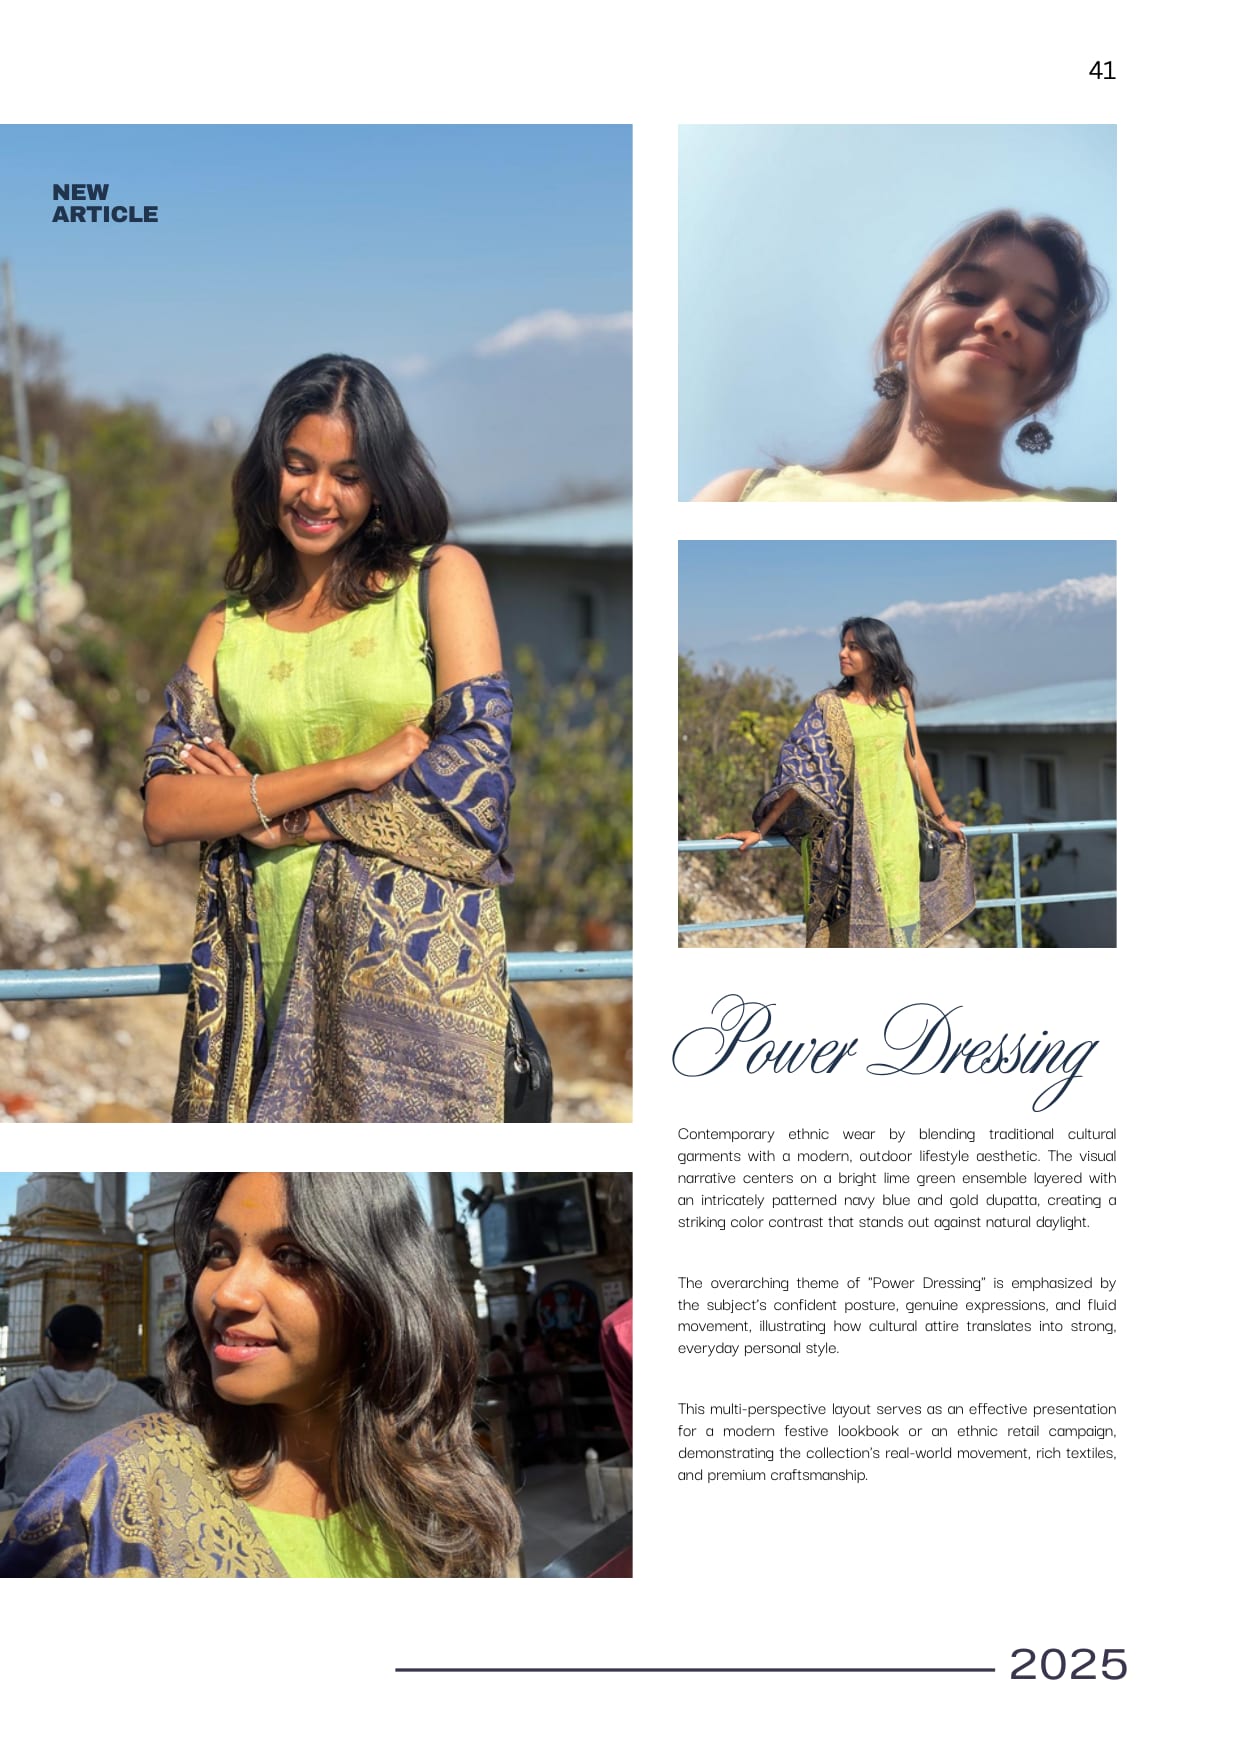 41
NEW
ARTICLE
Power Dressing
Contemporary ethnic wear by blending traditional cultural
garments with a modern, outdoor lifestyle aesthetic. The visual
narrative centers on a bright lime green ensemble layered with
an intricately patterned navy blue and gold dupatta, creating a
striking color contrast that stands out against natural daylight.
The overarching theme of "Power Dressing" is emphasized by
the subject's confident posture, genuine expressions, and fluid
movement, illustrating how cultural attire translates into strong,
everyday personal style.
This multi-perspective layout serves as an effective presentation
for a modern festive lookbook or an ethnic retail campaign,
demonstrating the collection's real-world movement, rich textiles,
and premium craftsmanship.
2025